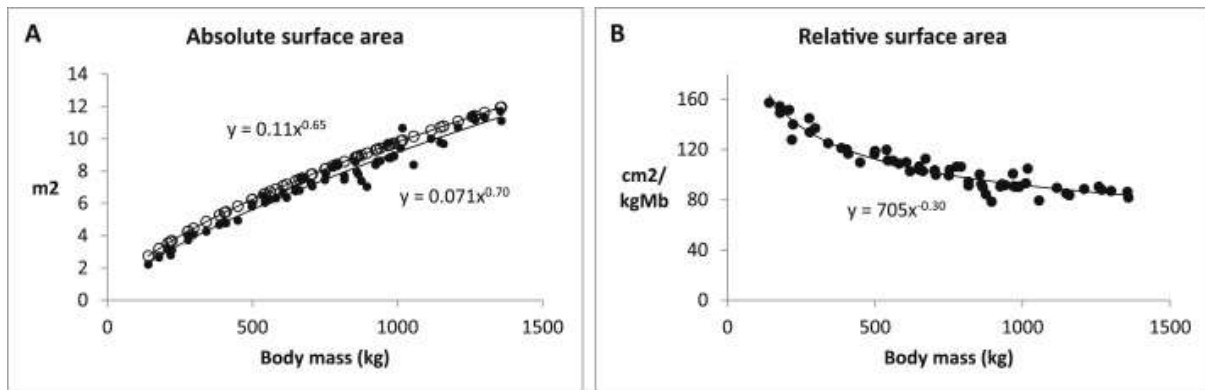 A
Absolute surface area
14
12
10
8
6
4
2
0
m2
y = 0.11x^0.65
y = 0.071x^0.70
0 500 1000 1500
Body mass (kg)
B
Relative surface area
160
120
80
40
0
cm2/
kgMb
y = 705x^-0.30
0 500 1000 1500
Body mass (kg)